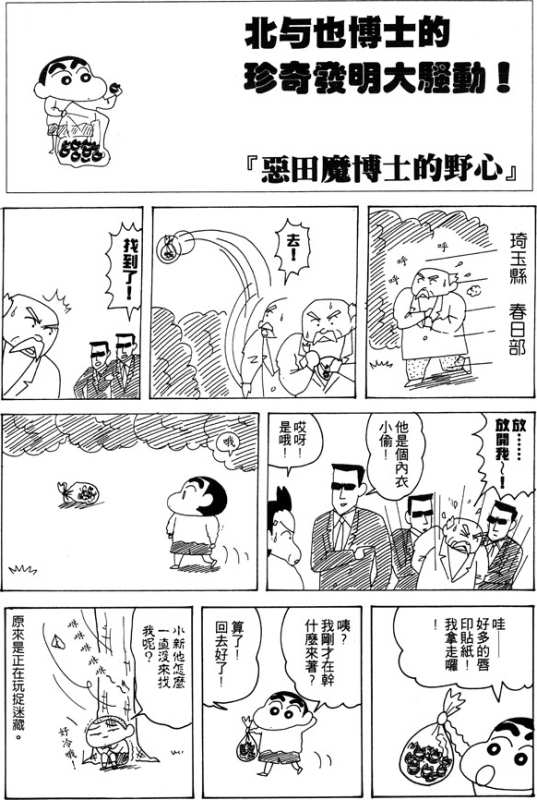 北与也博士的
珍奇發明大騷動！
『惡田魔博士的野心』
琦玉縣 春日部
呼
呼
呼
去！
找到了！
放……
放開我～！
他是個內衣
小偷！
哎呀！
是哦！
哦
哇——
好多的唇
印貼紙！
我拿走囉
！
咦？
我剛才在幹
什麼來著？
算了！
回去好了！
小新他怎麼
一直沒來找
我呢？
好冷哦！
原來是正在玩捉迷藏。